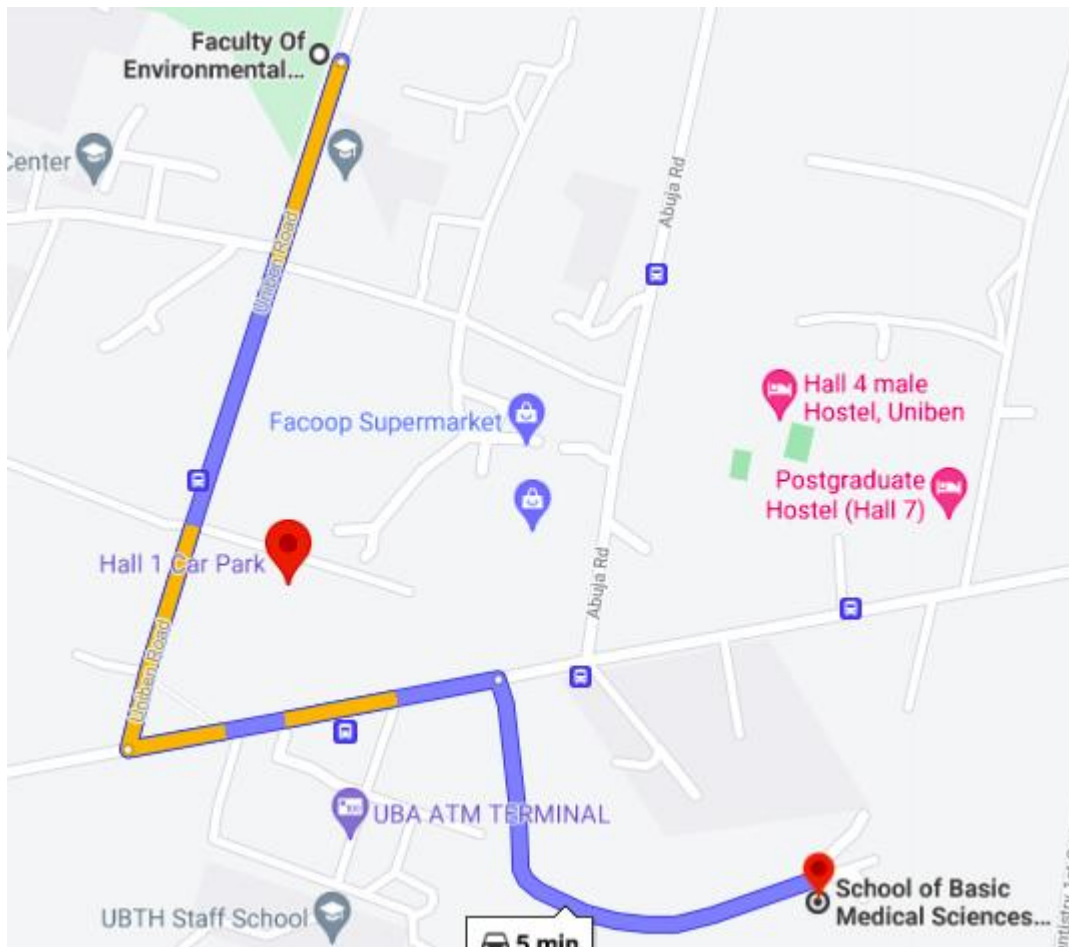 Faculty Of
Environmental...
Center
Uniben Road
Abuja Rd
Facoop Supermarket
Hall 4 male
Hostel, Uniben
Postgraduate
Hostel (Hall 7)
Hall 1 Car Park
Abuja Rd
Uniben Road
UBA ATM TERMINAL
School of Basic
Medical Sciences...
UBTH Staff School
5 min